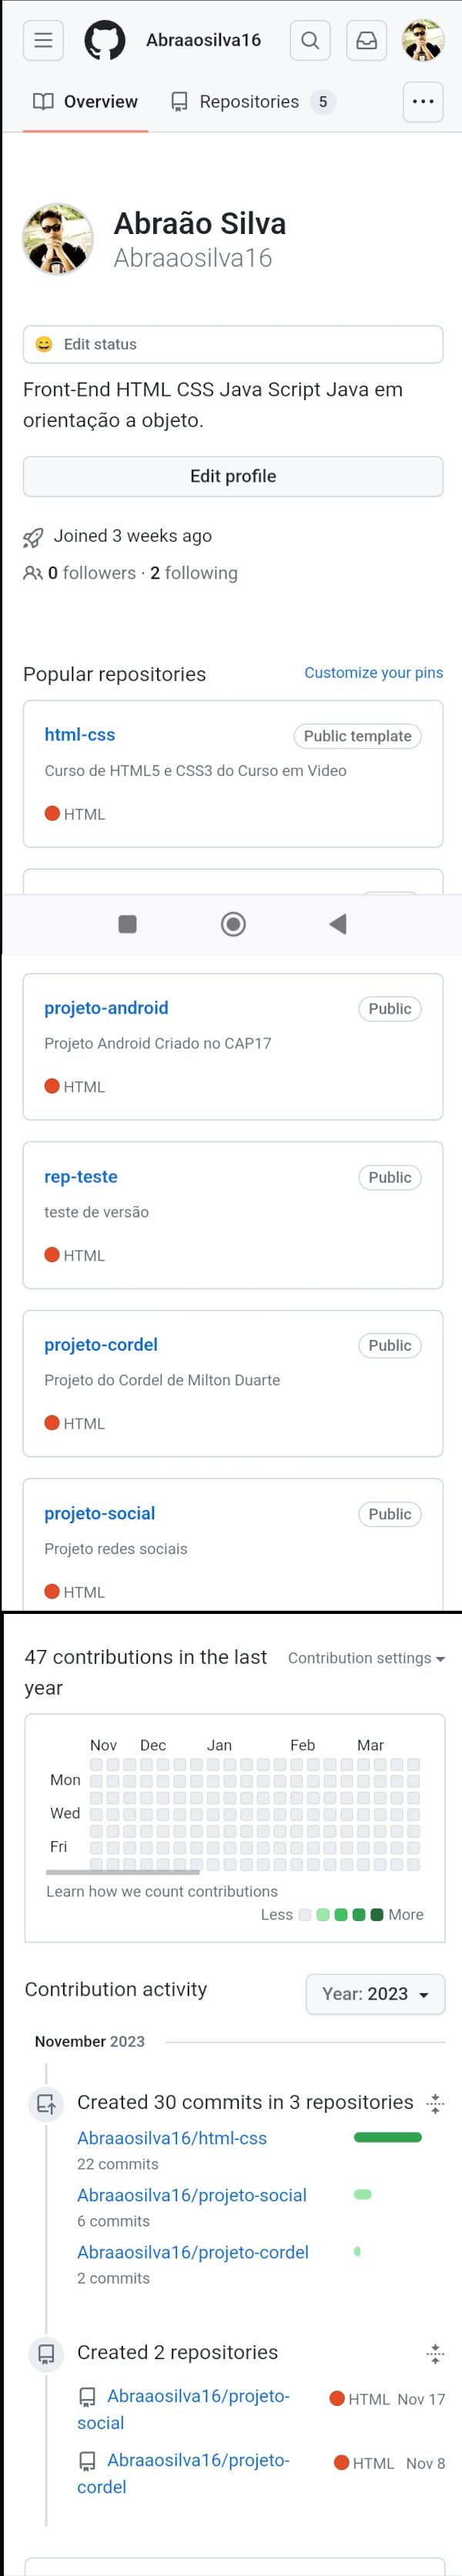 Abraaosilva16
Overview
Repositories 5
Abraão Silva
Abraaosilva16
Edit status
Front-End HTML CSS Java Script Java em
orientação a objeto.
Edit profile
Joined 3 weeks ago
0 followers · 2 following
Popular repositories
Customize your pins
html-css
Public template
Curso de HTML5 e CSS3 do Curso em Video
HTML
projeto-android
Public
Projeto Android Criado no CAP17
HTML
rep-teste
Public
teste de versão
HTML
projeto-cordel
Public
Projeto do Cordel de Milton Duarte
HTML
projeto-social
Public
Projeto redes sociais
HTML
47 contributions in the last
year
Contribution settings
Nov Dec Jan Feb Mar
Mon
Wed
Fri
Learn how we count contributions
Less More
Contribution activity
Year: 2023
November 2023
Created 30 commits in 3 repositories
Abraaosilva16/html-css
22 commits
Abraaosilva16/projeto-social
6 commits
Abraaosilva16/projeto-cordel
2 commits
Created 2 repositories
Abraaosilva16/projeto-
social
HTML Nov 17
Abraaosilva16/projeto-
cordel
HTML Nov 8